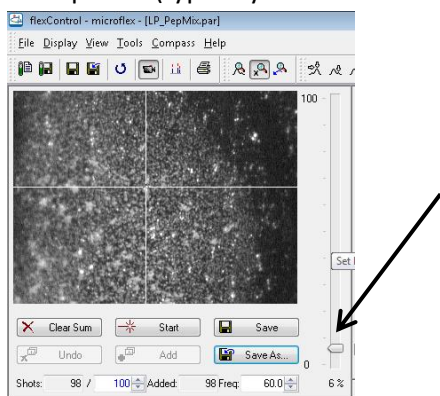 flexControl - microflex - [LP_PepMix.par]
File Display View Tools Compass Help
100
Set
Clear Sum Start Save
Undo Add Save As...
0
Shots: 98 / 100 Added: 98 Freq: 60.0 6 %